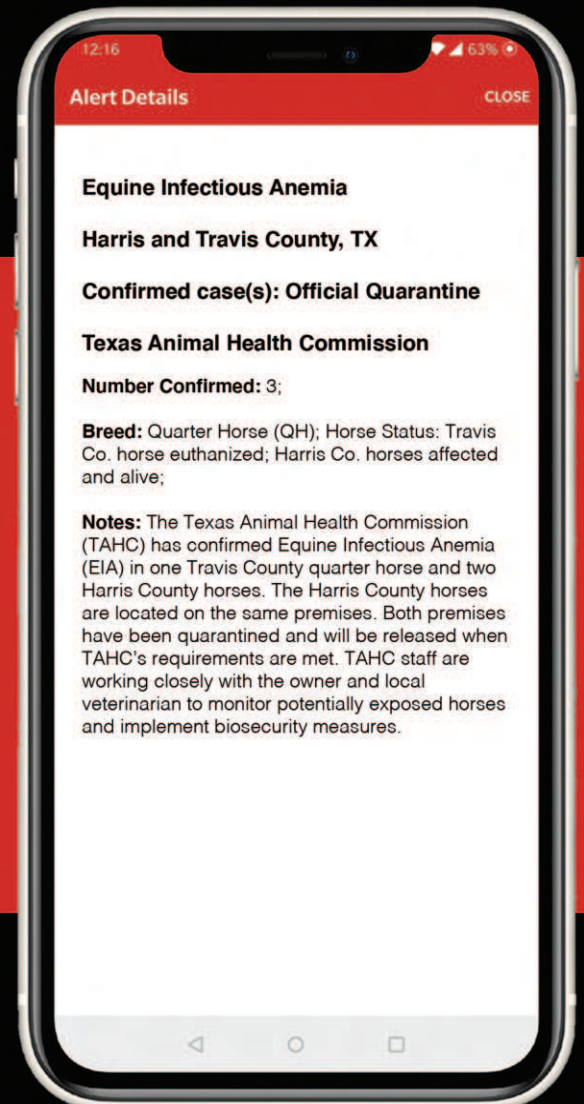 12:16
63%
Alert Details
CLOSE
Equine Infectious Anemia
Harris and Travis County, TX
Confirmed case(s): Official Quarantine
Texas Animal Health Commission
Number Confirmed: 3;
Breed: Quarter Horse (QH); Horse Status: Travis
Co. horse euthanized; Harris Co. horses affected
and alive;
Notes: The Texas Animal Health Commission
(TAHC) has confirmed Equine Infectious Anemia
(EIA) in one Travis County quarter horse and two
Harris County horses. The Harris County horses
are located on the same premises. Both premises
have been quarantined and will be released when
TAHC's requirements are met. TAHC staff are
working closely with the owner and local
veterinarian to monitor potentially exposed horses
and implement biosecurity measures.